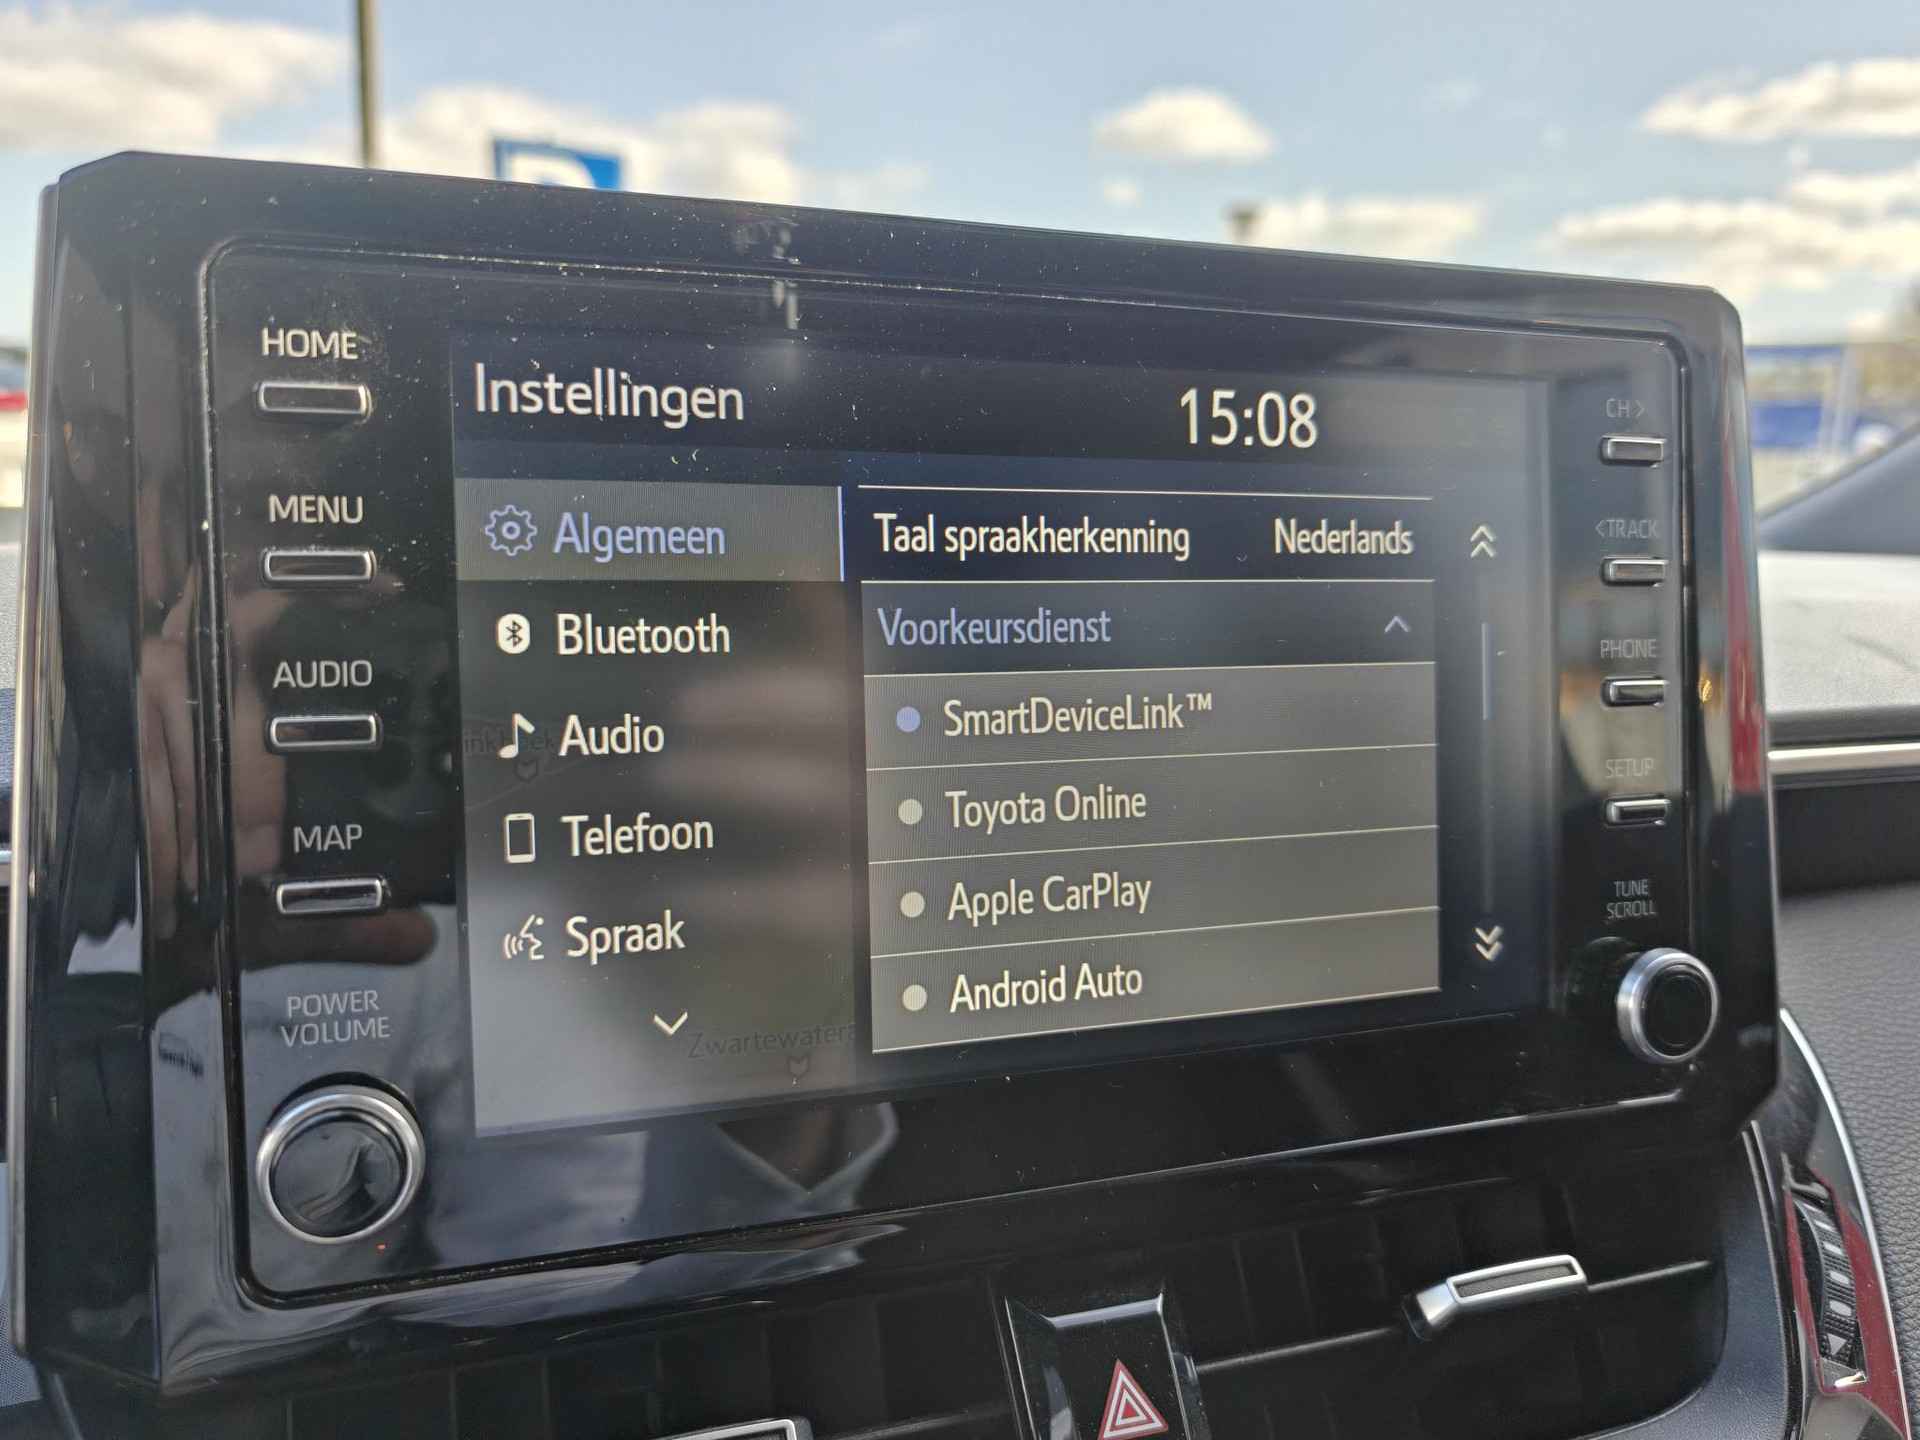 HOME
MENU
AUDIO
MAP
POWER
VOLUME
Instellingen
15:08
Algemeen
Bluetooth
Audio
Telefoon
Spraak
Taal spraakherkenning Nederlands
Voorkeursdienst
SmartDeviceLink™
Toyota Online
Apple CarPlay
Android Auto
CH>
<TRACK
PHONE
SETUP
TUNE
SCROLL